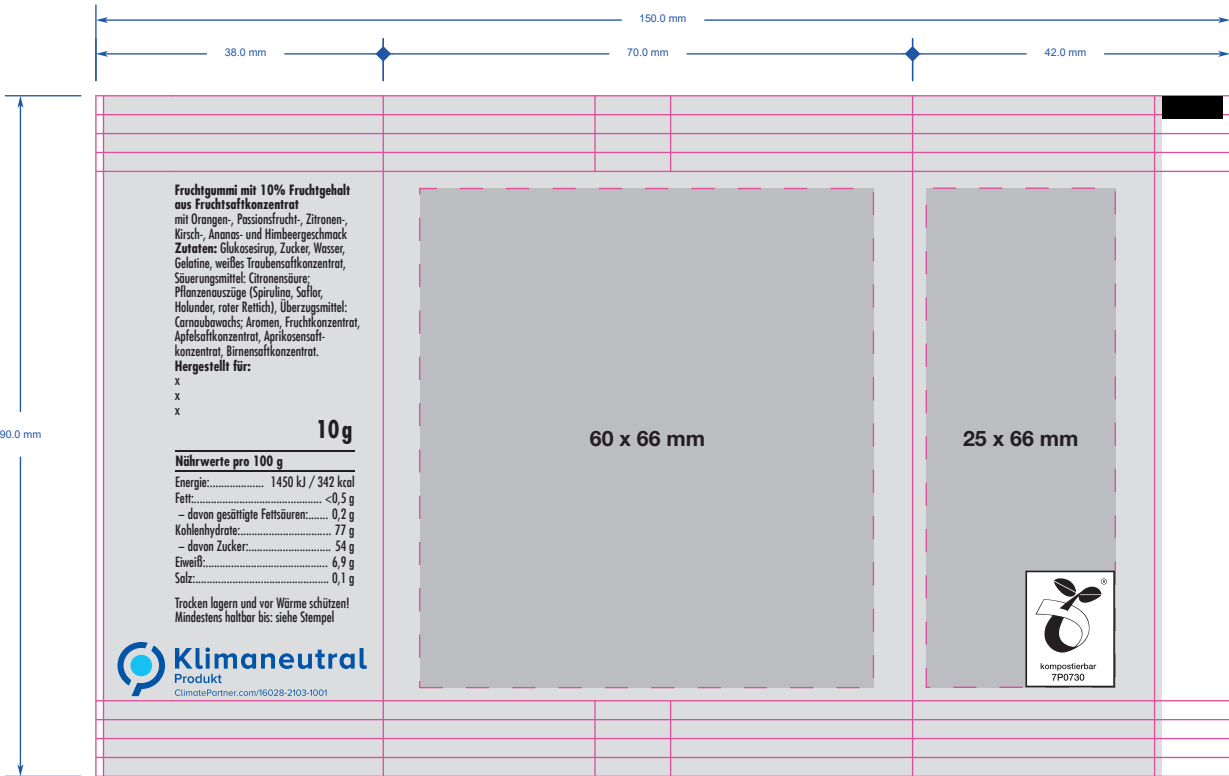 150.0 mm
38.0 mm
70.0 mm
42.0 mm
90.0 mm
Fruchtgummi mit 10% Fruchtgehalt
aus Fruchtsaftkonzentrat
mit Orangen-, Passionsfrucht-, Zitronen-,
Kirsch-, Ananas- und Himbeergeschmack
Zutaten: Glukosesirup, Zucker, Wasser,
Gelatine, weißes Traubensaftkonzentrat,
Säuerungsmittel: Citronensäure;
Pflanzenauszüge (Spirulina, Saflor,
Holunder, roter Rettich), Überzugsmittel:
Carnaubawachs; Aromen, Fruchtkonzentrat,
Apfelsaftkonzentrat, Aprikosensaft-
konzentrat, Birnensaftkonzentrat.
Hergestellt für:
x
x
x
10g
Nährwerte pro 100 g
Energie:................... 1450 kJ / 342 kcal
Fett:............................................ <0,5 g
– davon gesättigte Fettsäuren:....... 0,2 g
Kohlenhydrate:................................ 77 g
– davon Zucker:............................. 54 g
Eiweiß:.......................................... 6,9 g
Salz:............................................... 0,1 g
Trocken lagern und vor Wärme schützen!
Mindestens haltbar bis: siehe Stempel
Klimaneutral
Produkt
ClimatePartner.com/16028-2103-1001
60 x 66 mm
25 x 66 mm
®
kompostierbar
7P0730